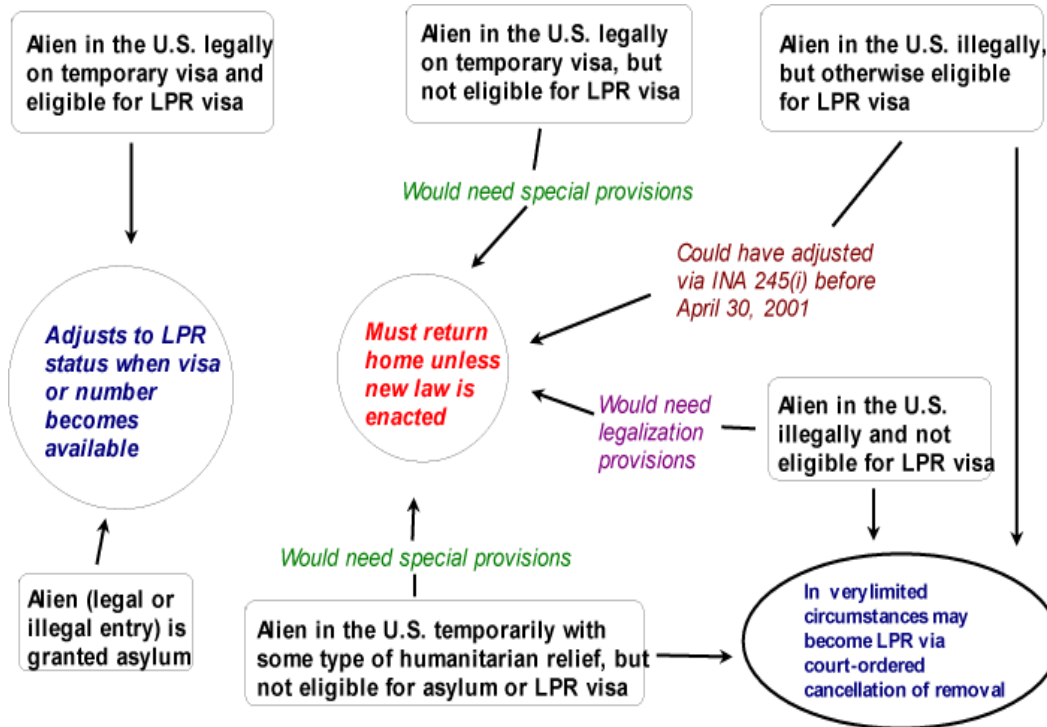 Alien in the U.S. legally
on temporary visa and
eligible for LPR visa
Alien in the U.S. legally
on temporary visa, but
not eligible for LPR visa
Alien in the U.S. illegally,
but otherwise eligible
for LPR visa
Would need special provisions
Could have adjusted
via INA 245(i) before
April 30, 2001
Adjusts to LPR
status when visa
or number
becomes
available
Must return
home unless
new law is
enacted
Would need
legalization
provisions
Alien in the U.S.
illegally and not
eligible for LPR visa
Would need special provisions
Alien (legal or
illegal entry) is
granted asylum
Alien in the U.S. temporarily with
some type of humanitarian relief, but
not eligible for asylum or LPR visa
In verylimited
circumstances may
become LPR via
court-ordered
cancellation of removal